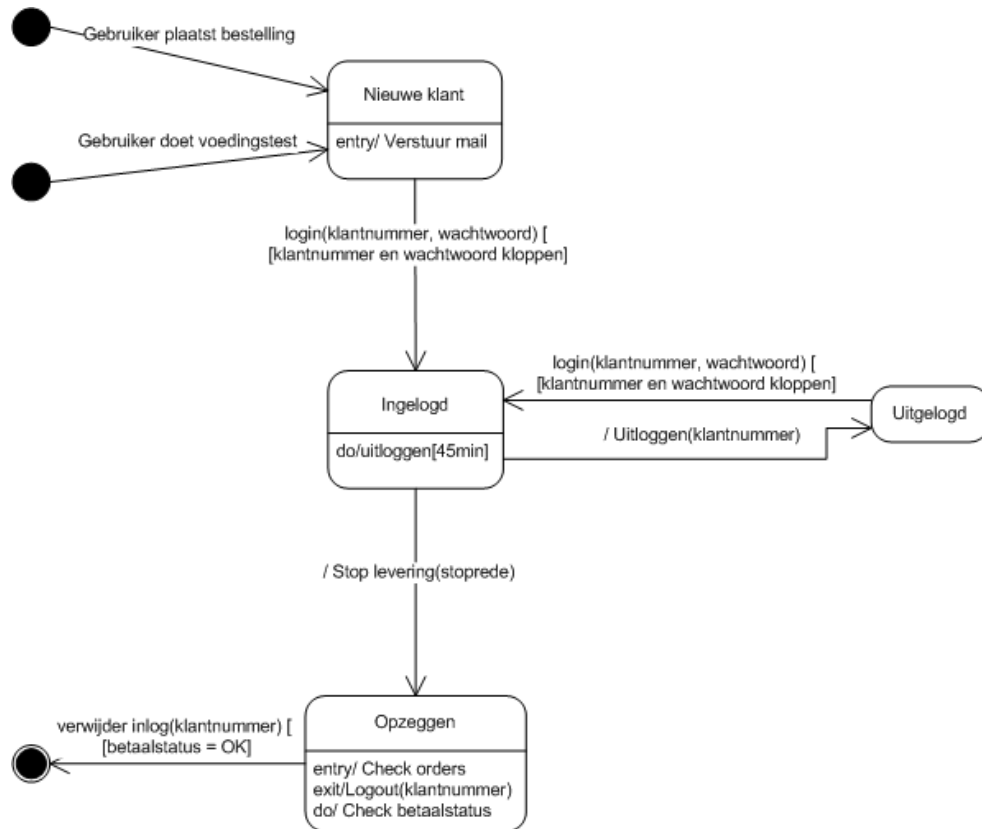 Gebruiker plaatst bestelling
Nieuwe klant
entry/ Verstuur mail
Gebruiker doet voedingstest
login(klantnummer, wachtwoord) [
[klantnummer en wachtwoord kloppen]
login(klantnummer, wachtwoord) [
[klantnummer en wachtwoord kloppen]
Ingelogd
Uitgelogd
do/uitloggen[45min]
/ Uitloggen(klantnummer)
/ Stop levering(stoprede)
Opzeggen
verwijder inlog(klantnummer) [
[betaalstatus = OK]
entry/ Check orders
exit/Logout(klantnummer)
do/ Check betaalstatus